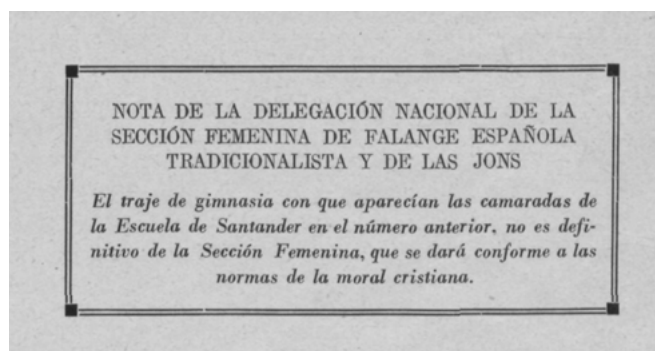 NOTA DE LA DELEGACIÓN NACIONAL DE LA
SECCIÓN FEMENINA DE FALANGE ESPAÑOLA
TRADICIONALISTA Y DE LAS JONS
El traje de gimnasia con que aparecían las camaradas de
la Escuela de Santander en el número anterior, no es defi-
nitivo de la Sección Femenina, que se dará conforme a las
normas de la moral cristiana.